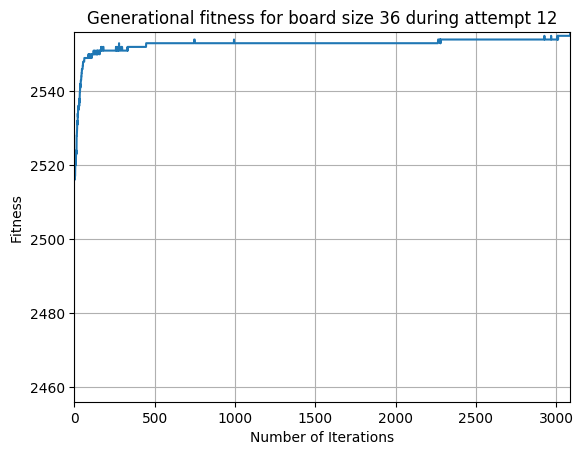 Generational fitness for board size 36 during attempt 12
Fitness
2540
2520
2500
2480
2460
0 500 1000 1500 2000 2500 3000
Number of Iterations